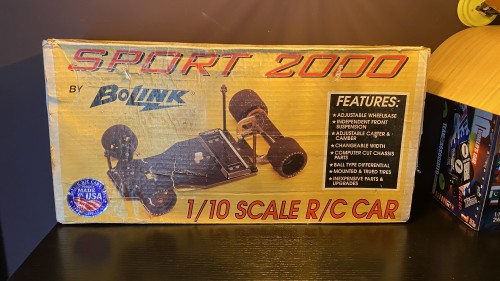 SPORT 2000
BY BOLINK
FEATURES:
★ ADJUSTABLE WHEELBASE
★ INDEPENDENT FRONT
SUSPENSION
★ ADJUSTABLE CASTER &
CAMBER
★ CHANGEABLE WIDTH
★ COMPUTER CUT CHASSIS
PARTS
★ BALL TYPE DIFFERENTIAL
★ MOUNTED & TRUED TIRES
★ INEXPENSIVE PARTS &
UPGRADES
MADE IN
USA
1/10 SCALE R/C CAR